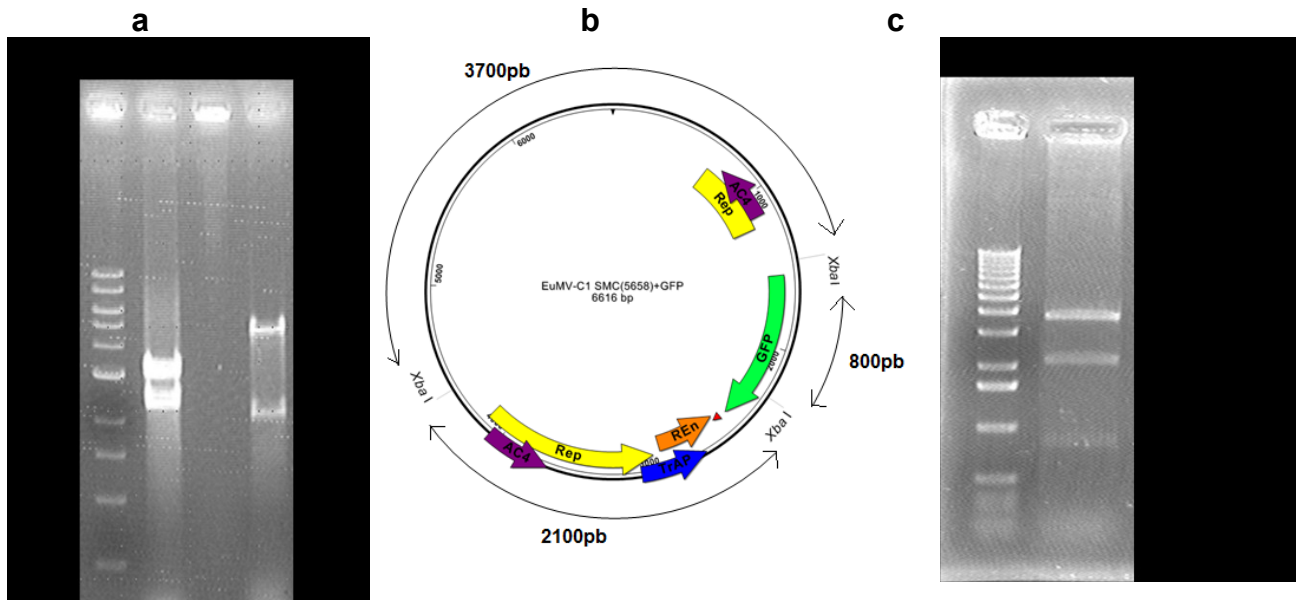 a
b
c
3700pb
6000
1000
AC4
Rep
XbaI
5000
EuMV-C1 SMC(5658)+GFP
6616 bp
GFP
2000
800pb
XbaI
XbaI
REn
TrAP
Rep
AC4
2100pb